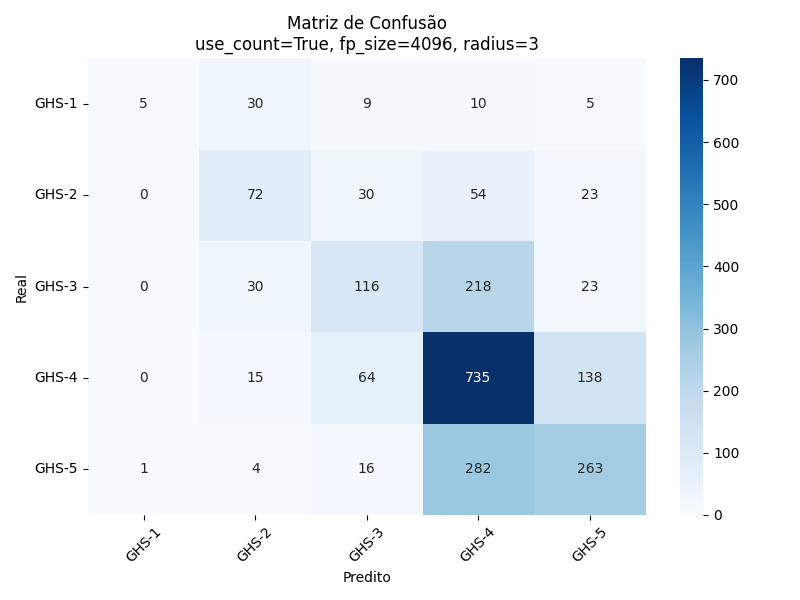 Matriz de Confusão
use_count=True, fp_size=4096, radius=3
Real
GHS-1 5 30 9 10 5
GHS-2 0 72 30 54 23
GHS-3 0 30 116 218 23
GHS-4 0 15 64 735 138
GHS-5 1 4 16 282 263
GHS-1 GHS-2 GHS-3 GHS-4 GHS-5
Predito
700
600
500
400
300
200
100
0